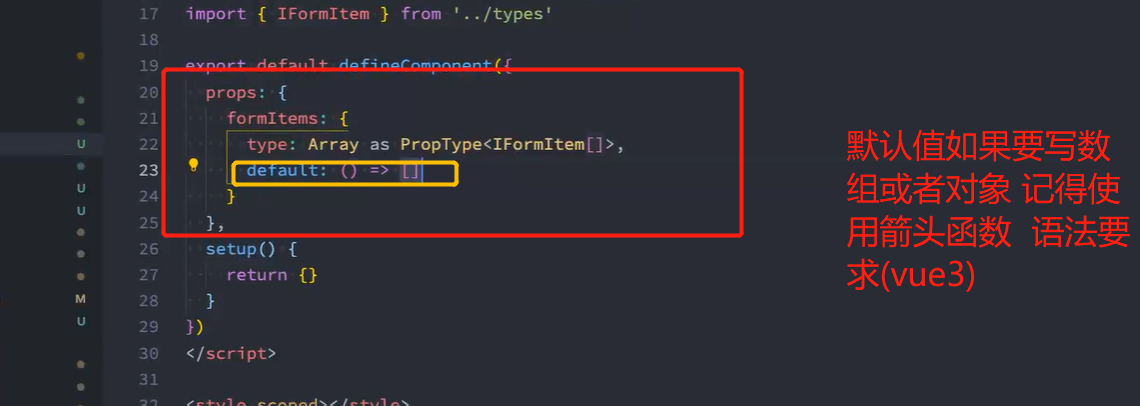 17 import { IFormItem } from '../types'
18
19 export default defineComponent({
20 props: {
21 formItems: {
22 type: Array as PropType<IFormItem[]>,
23 default: () => []
24 }
25 },
26 setup() {
27 return {}
28 }
29 })
30 </script>
31
32 <style scoped></style>
U
U
U
M
U
默认值如果要写数
组或者对象 记得使
用箭头函数 语法要
求(vue3)